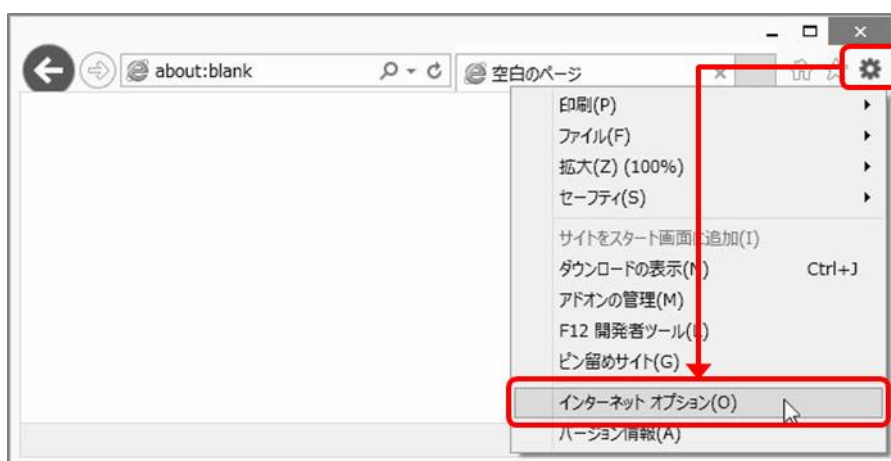 about:blank
空白のページ
印刷(P)
ファイル(F)
拡大(Z) (100%)
セーフティ(S)
サイトをスタート画面に追加(I)
ダウンロードの表示(N) Ctrl+J
アドオンの管理(M)
F12 開発者ツール(L)
ピン留めサイト(G)
インターネット オプション(O)
バージョン情報(A)